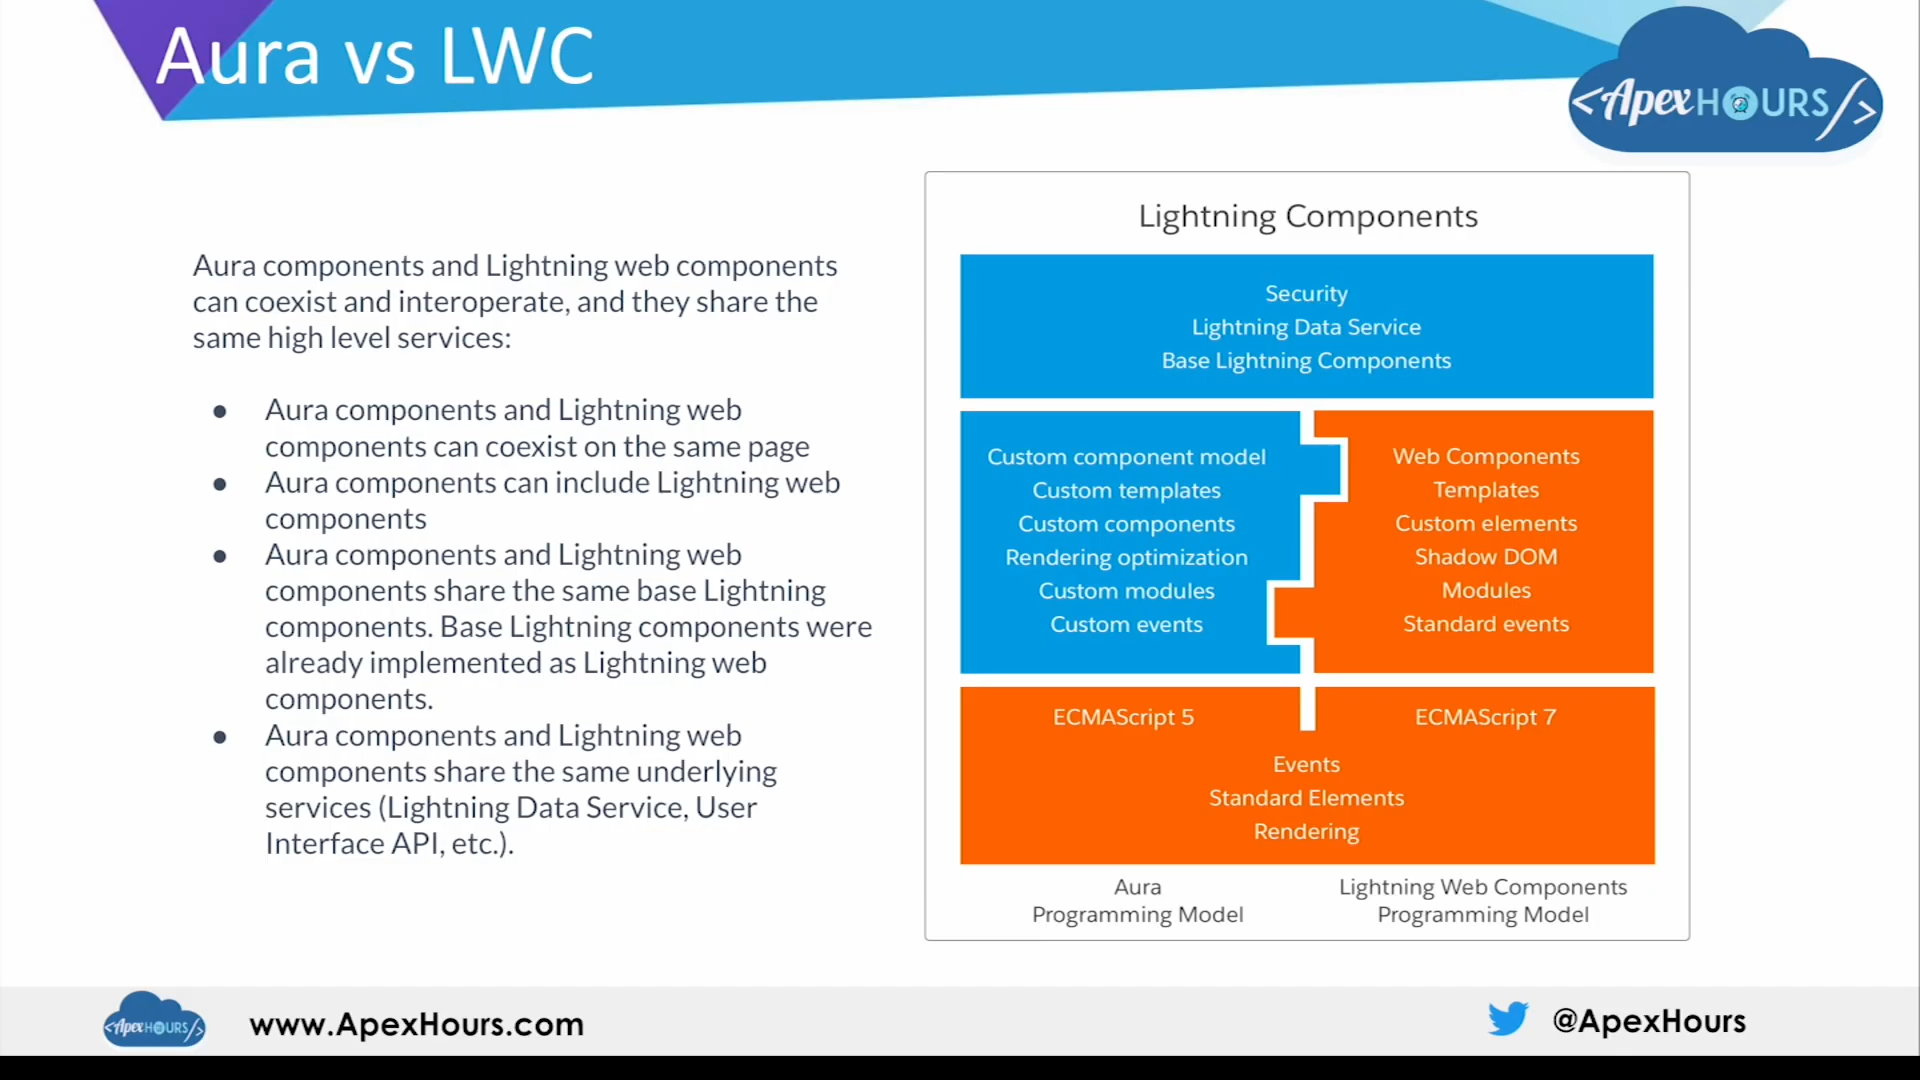 Aura vs LWC
<ApexHOURS/>
Aura components and Lightning web components
can coexist and interoperate, and they share the
same high level services:
● Aura components and Lightning web
components can coexist on the same page
● Aura components can include Lightning web
components
● Aura components and Lightning web
components share the same base Lightning
components. Base Lightning components were
already implemented as Lightning web
components.
● Aura components and Lightning web
components share the same underlying
services (Lightning Data Service, User
Interface API, etc.).
Lightning Components
Security
Lightning Data Service
Base Lightning Components
Custom component model
Custom templates
Custom components
Rendering optimization
Custom modules
Custom events
Web Components
Templates
Custom elements
Shadow DOM
Modules
Standard events
ECMAScript 5
ECMAScript 7
Events
Standard Elements
Rendering
Aura
Programming Model
Lightning Web Components
Programming Model
<ApexHOURS/>
www.ApexHours.com
@ApexHours